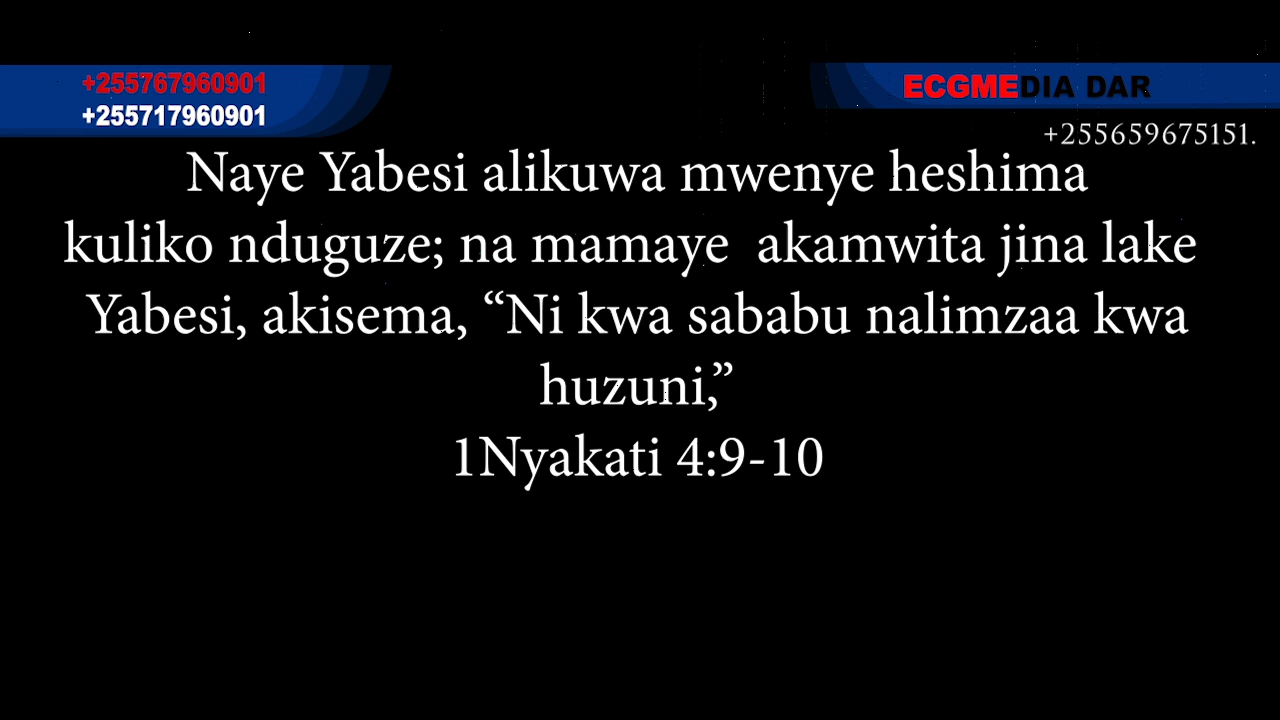 +255767960901
+255717960901
ECGMEDIA DAR
+255659675151.
Naye Yabesi alikuwa mwenye heshima
kuliko nduguze; na mamaye akamwita jina lake
Yabesi, akisema, “Ni kwa sababu nalimzaa kwa
huzuni,”
1Nyakati 4:9-10